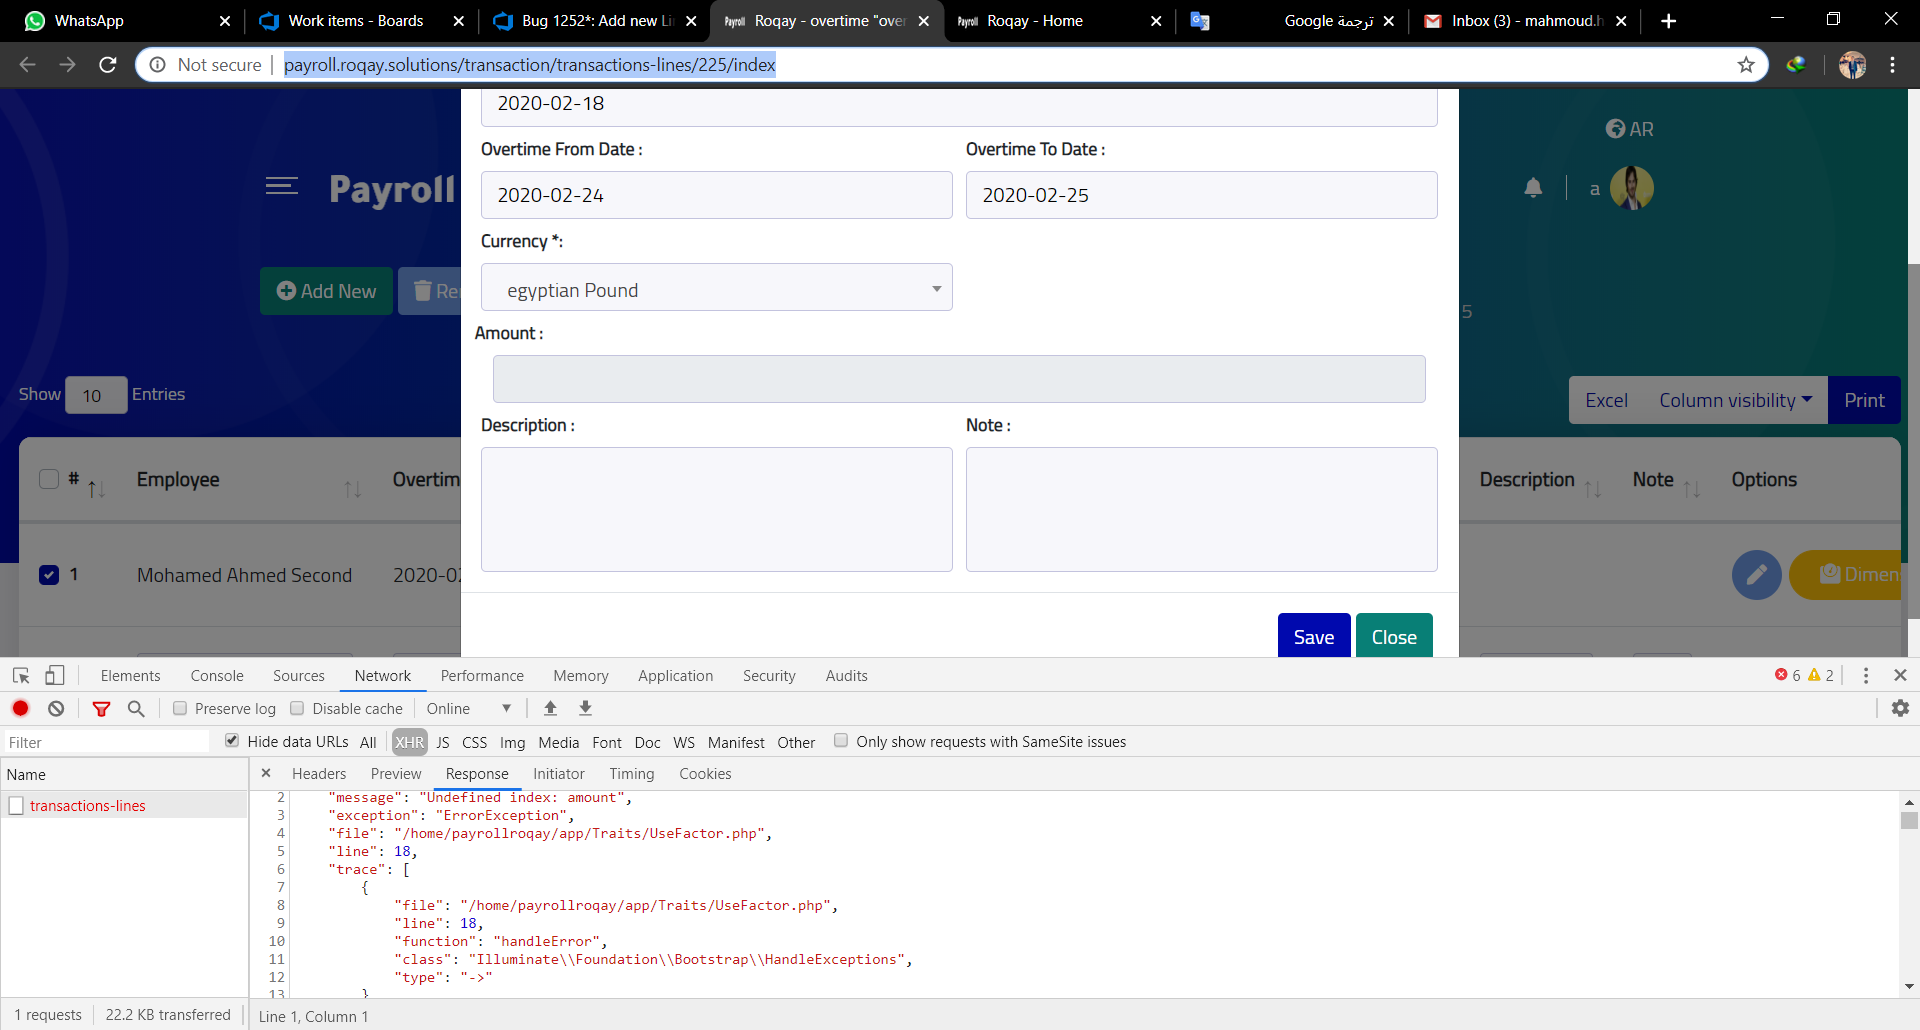 WhatsApp
Work items - Boards
Bug 1252*: Add new Li
Roqay - overtime "over
Roqay - Home
ترجمة Google
Inbox (3) - mahmoud.h
Not secure
payroll.roqay.solutions/transaction/transactions-lines/225/index
2020-02-18
AR
Overtime From Date :
Overtime To Date :
Payroll
2020-02-24
2020-02-25
a
Currency *:
Add New
Re
egyptian Pound
5
Amount :
Show 10 Entries
Excel
Column visibility
Print
Description :
Note :
#
Employee
Overtim
Description
Note
Options
1
Mohamed Ahmed Second
2020-02
Dimen
Save
Close
Elements
Console
Sources
Network
Performance
Memory
Application
Security
Audits
6
2
Preserve log
Disable cache
Online
Filter
Hide data URLs
All
XHR
JS
CSS
Img
Media
Font
Doc
WS
Manifest
Other
Only show requests with SameSite issues
Name
Headers
Preview
Response
Initiator
Timing
Cookies
transactions-lines
2 "message": "Undefined index: amount",
3 "exception": "ErrorException",
4 "file": "/home/payrollroqay/app/Traits/UseFactor.php",
5 "line": 18,
6 "trace": [
7 {
8 "file": "/home/payrollroqay/app/Traits/UseFactor.php",
9 "line": 18,
10 "function": "handleError",
11 "class": "Illuminate\\Foundation\\Bootstrap\\HandleExceptions",
12 "type": "->"
13 }
1 requests
22.2 KB transferred
Line 1, Column 1